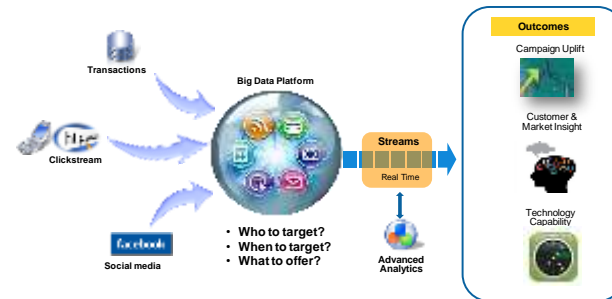 Outcomes
Campaign Uplift
Transactions
Big Data Platform
Customer &
Market Insight
Streams
Clickstream
Real Time
Technology
Capability
facebook
Social media
• Who to target?
• When to target?
• What to offer?
Advanced
Analytics